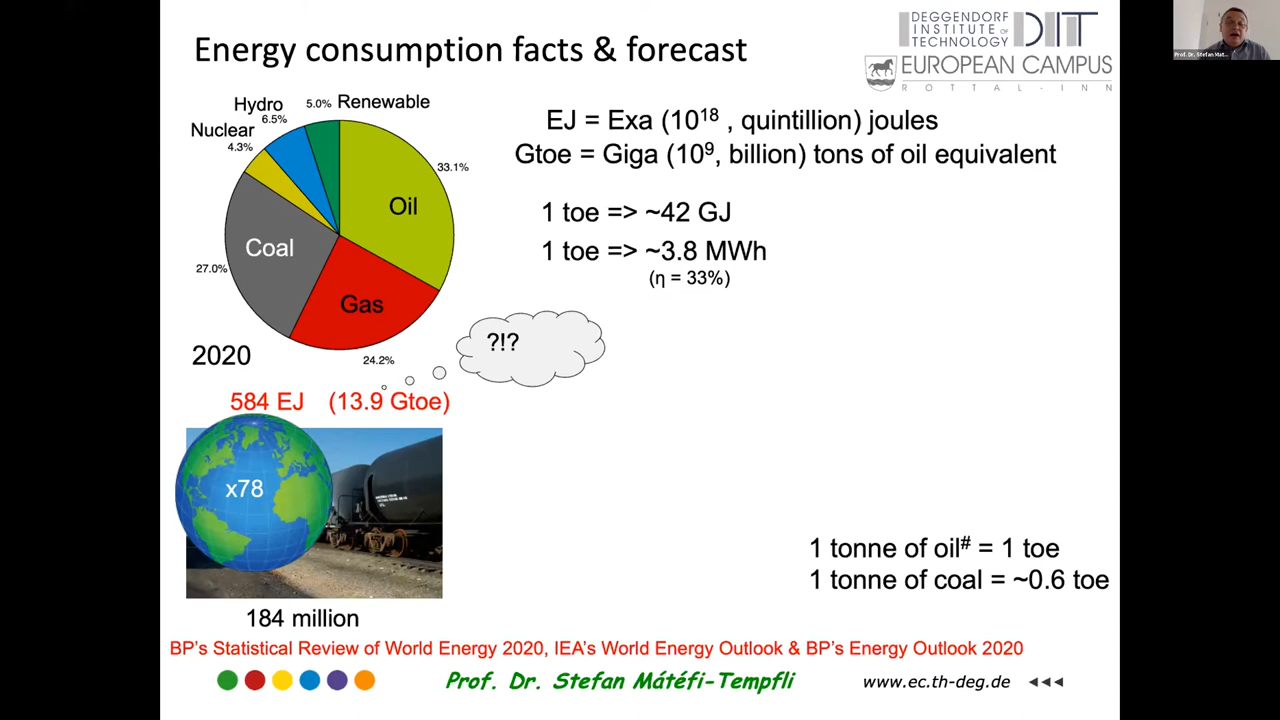 Energy consumption facts & forecast
DEGGENDORF
INSTITUTE OF
TECHNOLOGY
DIT
EUROPEAN CAMPUS
ROTTAL-INN
Prof. Dr. Stefan Mát...
Hydro
6.5%
5.0% Renewable
Nuclear
4.3%
33.1%
Oil
Coal
27.0%
Gas
24.2%
2020
EJ = Exa (10¹⁸ , quintillion) joules
Gtoe = Giga (10⁹, billion) tons of oil equivalent
1 toe => ~42 GJ
1 toe => ~3.8 MWh
(η = 33%)
?!?
584 EJ (13.9 Gtoe)
x78
184 million
1 tonne of oil# = 1 toe
1 tonne of coal = ~0.6 toe
BP's Statistical Review of World Energy 2020, IEA's World Energy Outlook & BP's Energy Outlook 2020
Prof. Dr. Stefan Mátéfi-Tempfli
www.ec.th-deg.de